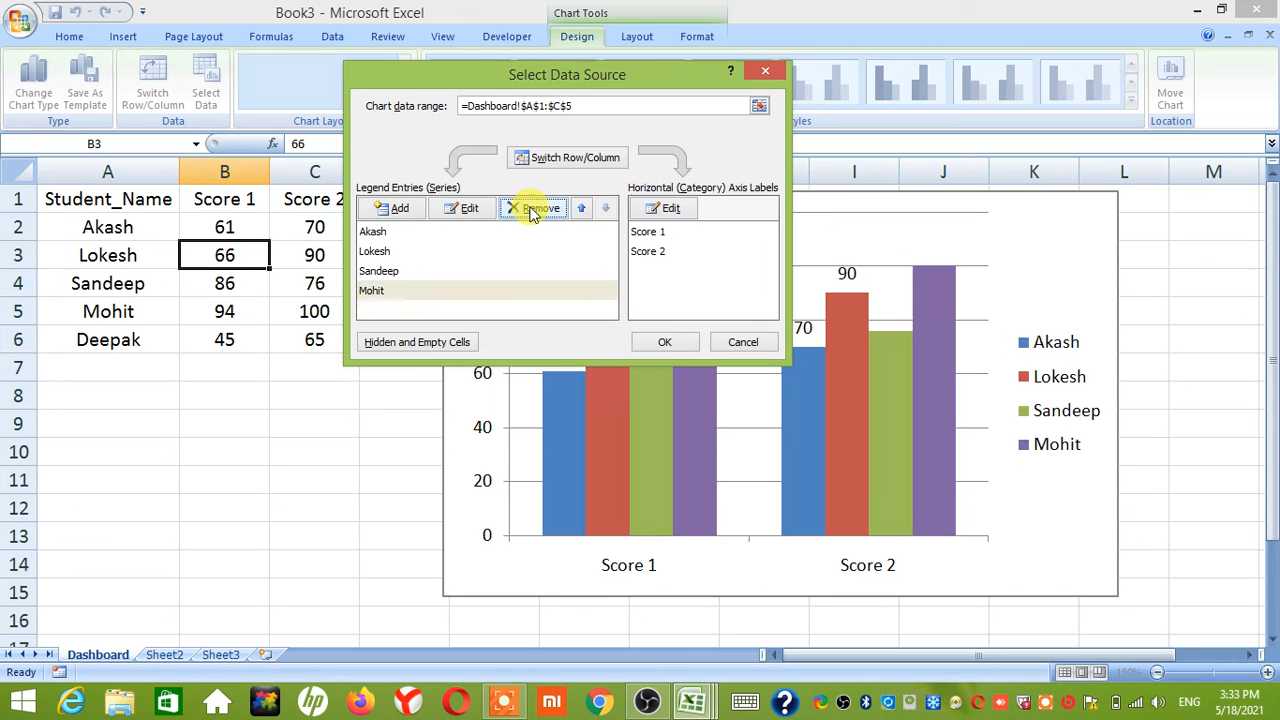 Book3 - Microsoft Excel
Chart Tools
Home Insert Page Layout Formulas Data Review View Developer Design Layout Format
Change Chart Type
Save As Template
Switch Row/Column
Select Data
Move Chart
Type
Data
Chart Layo
yles
Location
B3
fx
66
Select Data Source
?
Chart data range: =Dashboard!$A$1:$C$5
Switch Row/Column
Legend Entries (Series)
Add
Edit
Remove
Akash
Lokesh
Sandeep
Mohit
Horizontal (Category) Axis Labels
Edit
Score 1
Score 2
Hidden and Empty Cells
OK
Cancel
A B C I J K L M
1 Student_Name Score 1 Score 2
2 Akash 61 70
3 Lokesh 66 90
4 Sandeep 86 76
5 Mohit 94 100
6 Deepak 45 65
7
8
9
10
11
12
13
14
15
16
17
90
70
60
40
20
0
Score 1
Score 2
Akash
Lokesh
Sandeep
Mohit
Dashboard Sheet2 Sheet3
Ready
150%
hp
mi
ENG
3:33 PM
5/18/2021